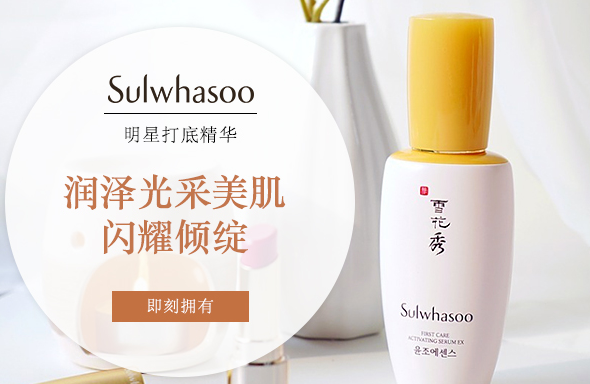 Sulwhasoo
明星打底精华
润泽光采美肌
闪耀倾绽
即刻拥有
雪花秀
Sulwhasoo
FIRST CARE
ACTIVATING SERUM EX
윤조에센스